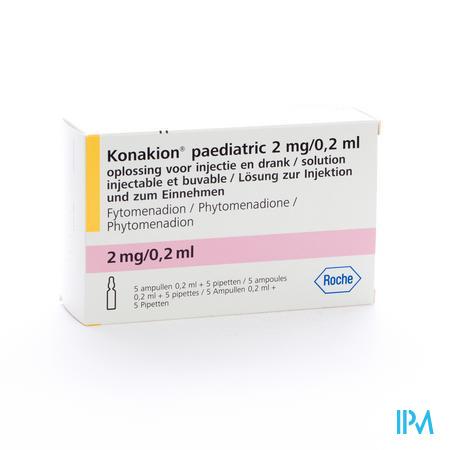 Konakion® paediatric 2 mg/0,2 ml
oplossing voor injectie en drank / solution
injectable et buvable / Lösung zur Injektion
und zum Einnehmen
Fytomenadion / Phytomenadione /
Phytomenadion
2 mg/0,2 ml
5 ampullen 0,2 ml + 5 pipetten / 5 ampoules
0,2 ml + 5 pipettes / 5 Ampullen 0,2 ml +
5 Pipetten
Roche
IPM